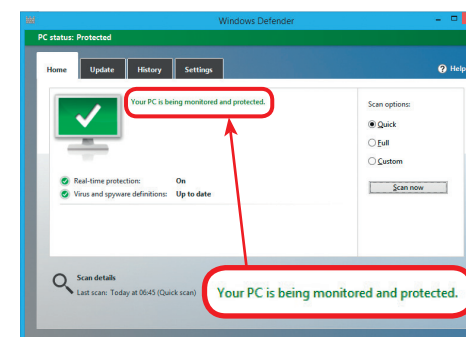 Windows Defender
PC status: Protected
Home Update History Settings Help
Your PC is being monitored and protected.
Real-time protection: On
Virus and spyware definitions: Up to date
Scan options:
Quick
Full
Custom
Scan now
Scan details
Last scan: Today at 06:45 (Quick scan)
Your PC is being monitored and protected.